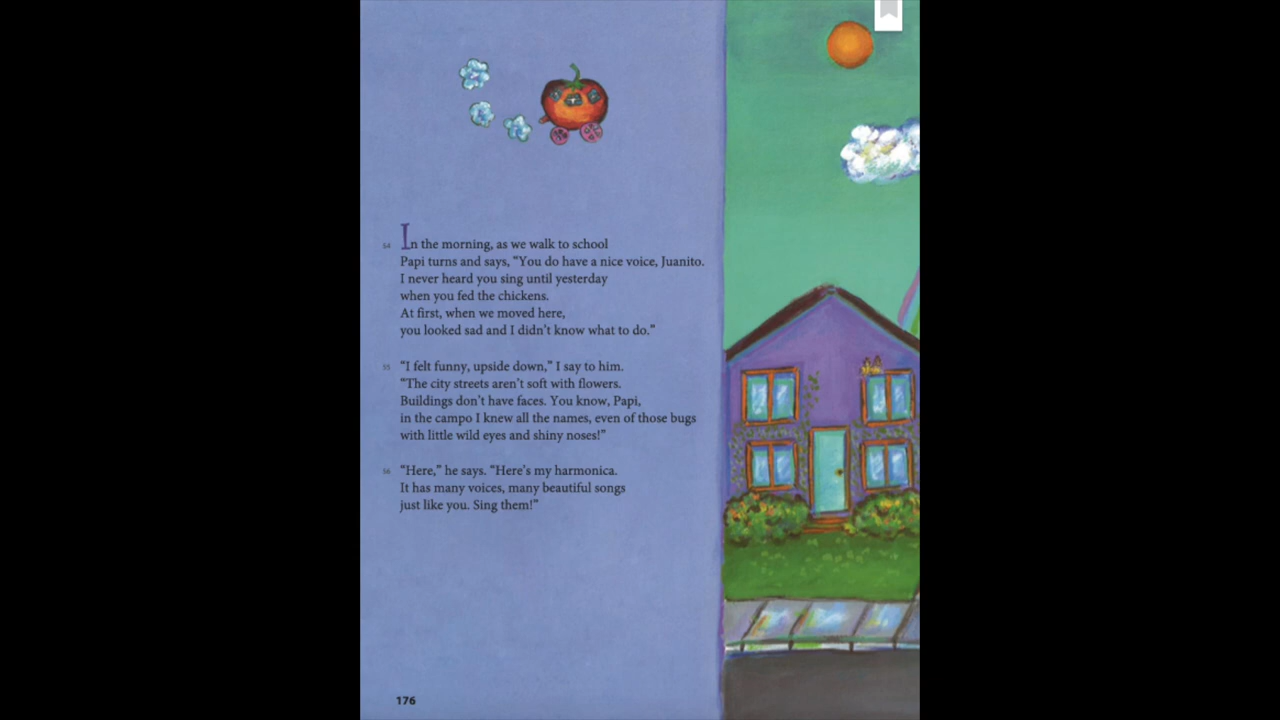 54 In the morning, as we walk to school
Papi turns and says, “You do have a nice voice, Juanito.
I never heard you sing until yesterday
when you fed the chickens.
At first, when we moved here,
you looked sad and I didn’t know what to do.”
55 “I felt funny, upside down,” I say to him.
“The city streets aren’t soft with flowers.
Buildings don’t have faces. You know, Papi,
in the campo I knew all the names, even of those bugs
with little wild eyes and shiny noses!”
56 “Here,” he says. “Here’s my harmonica.
It has many voices, many beautiful songs
just like you. Sing them!”
176